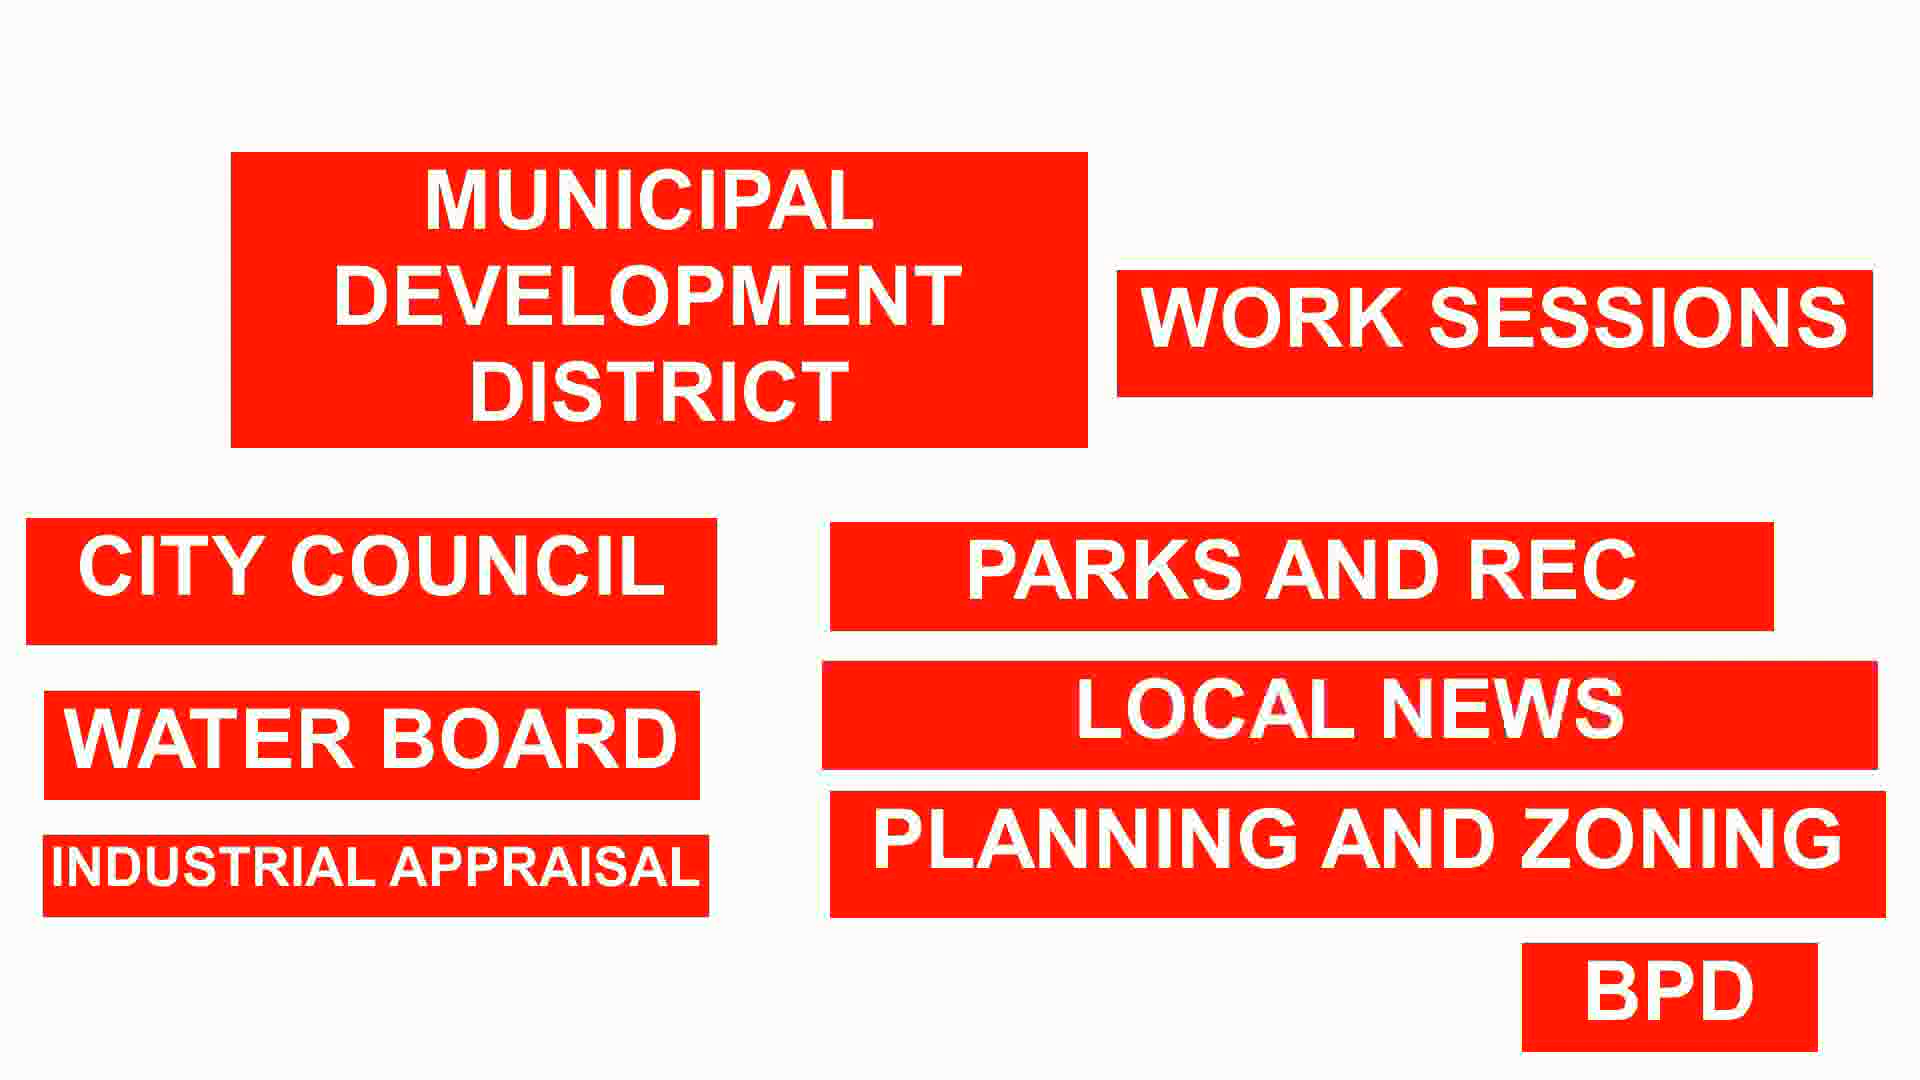 MUNICIPAL
DEVELOPMENT
DISTRICT
WORK SESSIONS
CITY COUNCIL
PARKS AND REC
WATER BOARD
LOCAL NEWS
INDUSTRIAL APPRAISAL
PLANNING AND ZONING
BPD